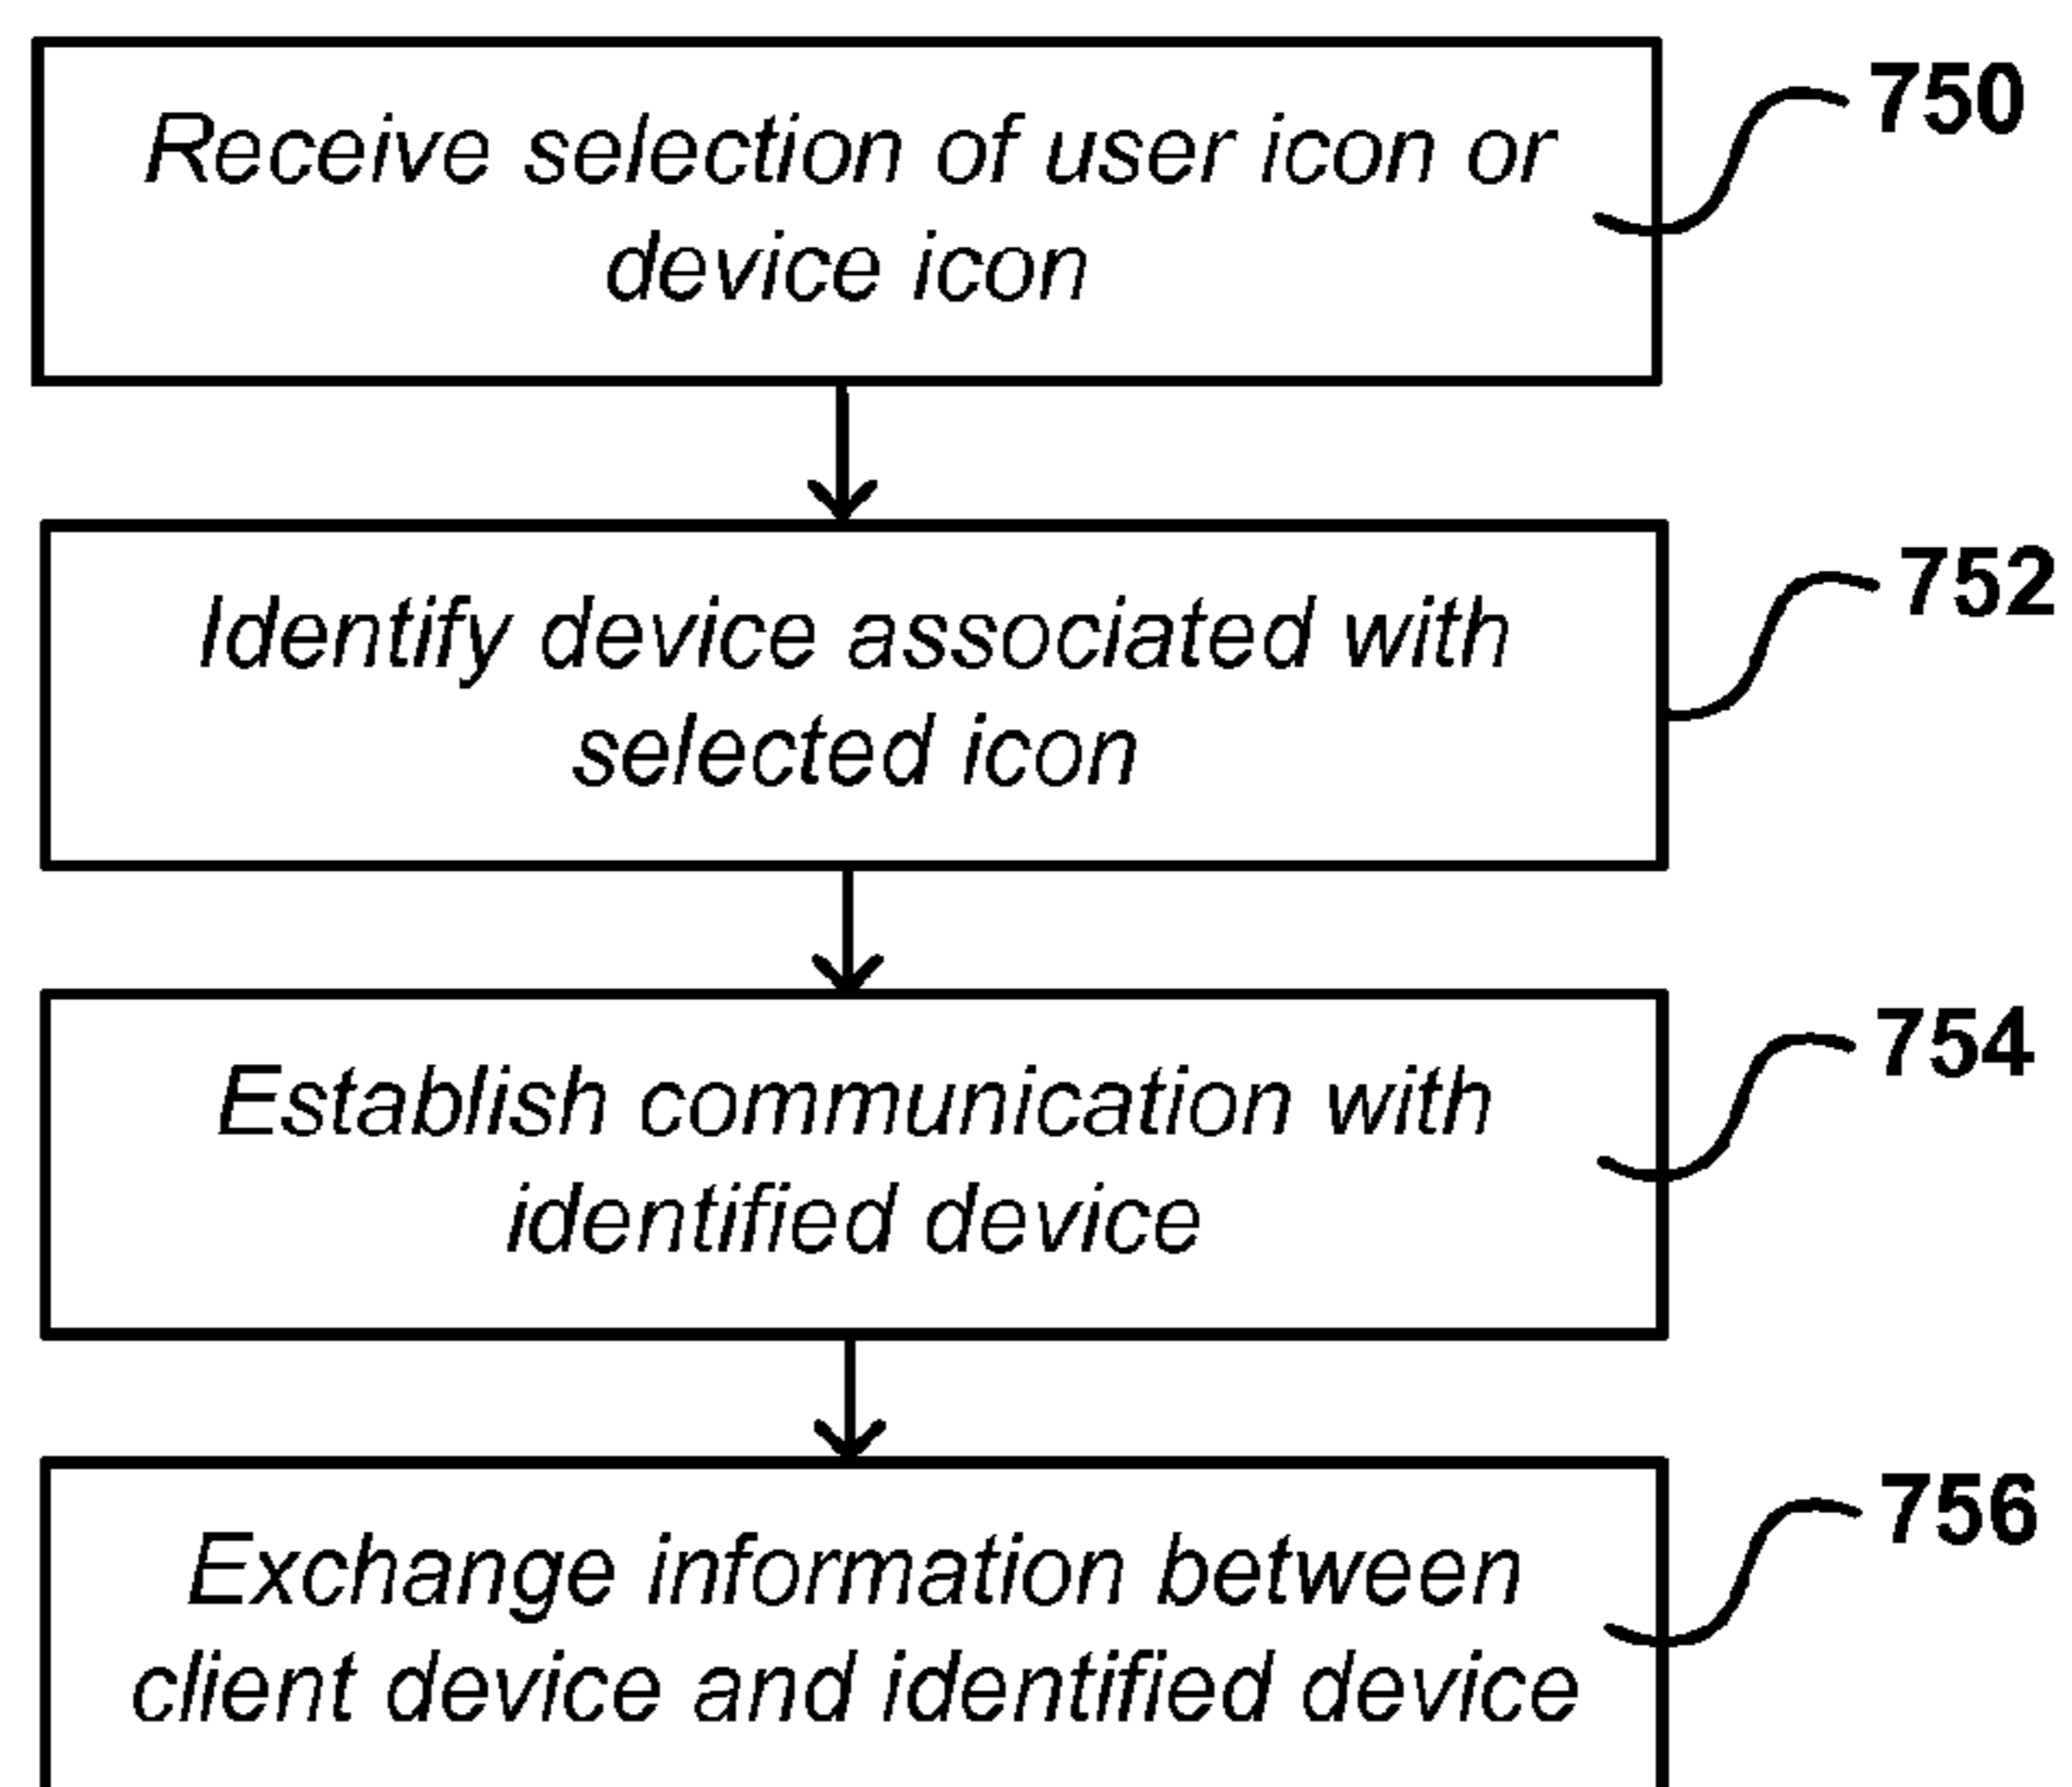 Receive selection of user icon or
device icon
750
Identify device associated with
selected icon
752
Establish communication with
identified device
754
Exchange information between
client device and identified device
756